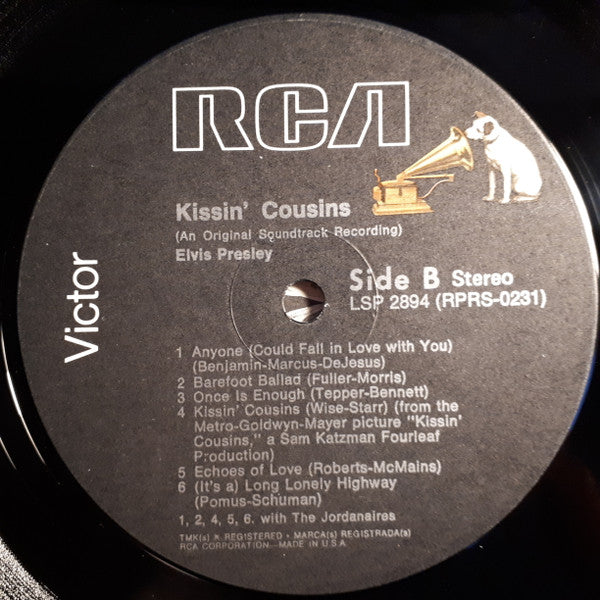 RCA
Victor
Kissin' Cousins
(An Original Soundtrack Recording)
Elvis Presley
Side B Stereo
LSP 2894 (RPRS-0231)
1 Anyone (Could Fall in Love with You)
(Benjamin-Marcus-DeJesus)
2 Barefoot Ballad (Fuller-Morris)
3 Once Is Enough (Tepper-Bennett)
4 Kissin' Cousins (Wise-Starr) (from the
Metro-Goldwyn-Mayer picture "Kissin'
Cousins," a Sam Katzman Fourleaf
Production)
5 Echoes of Love (Roberts-McMains)
6 (It's a) Long Lonely Highway
(Pomus-Schuman)
1, 2, 4, 5, 6. with The Jordanaires
TMK(s) ® REGISTERED • MARCA(s) REGISTRADA(s)
RCA CORPORATION—MADE IN U.S.A.